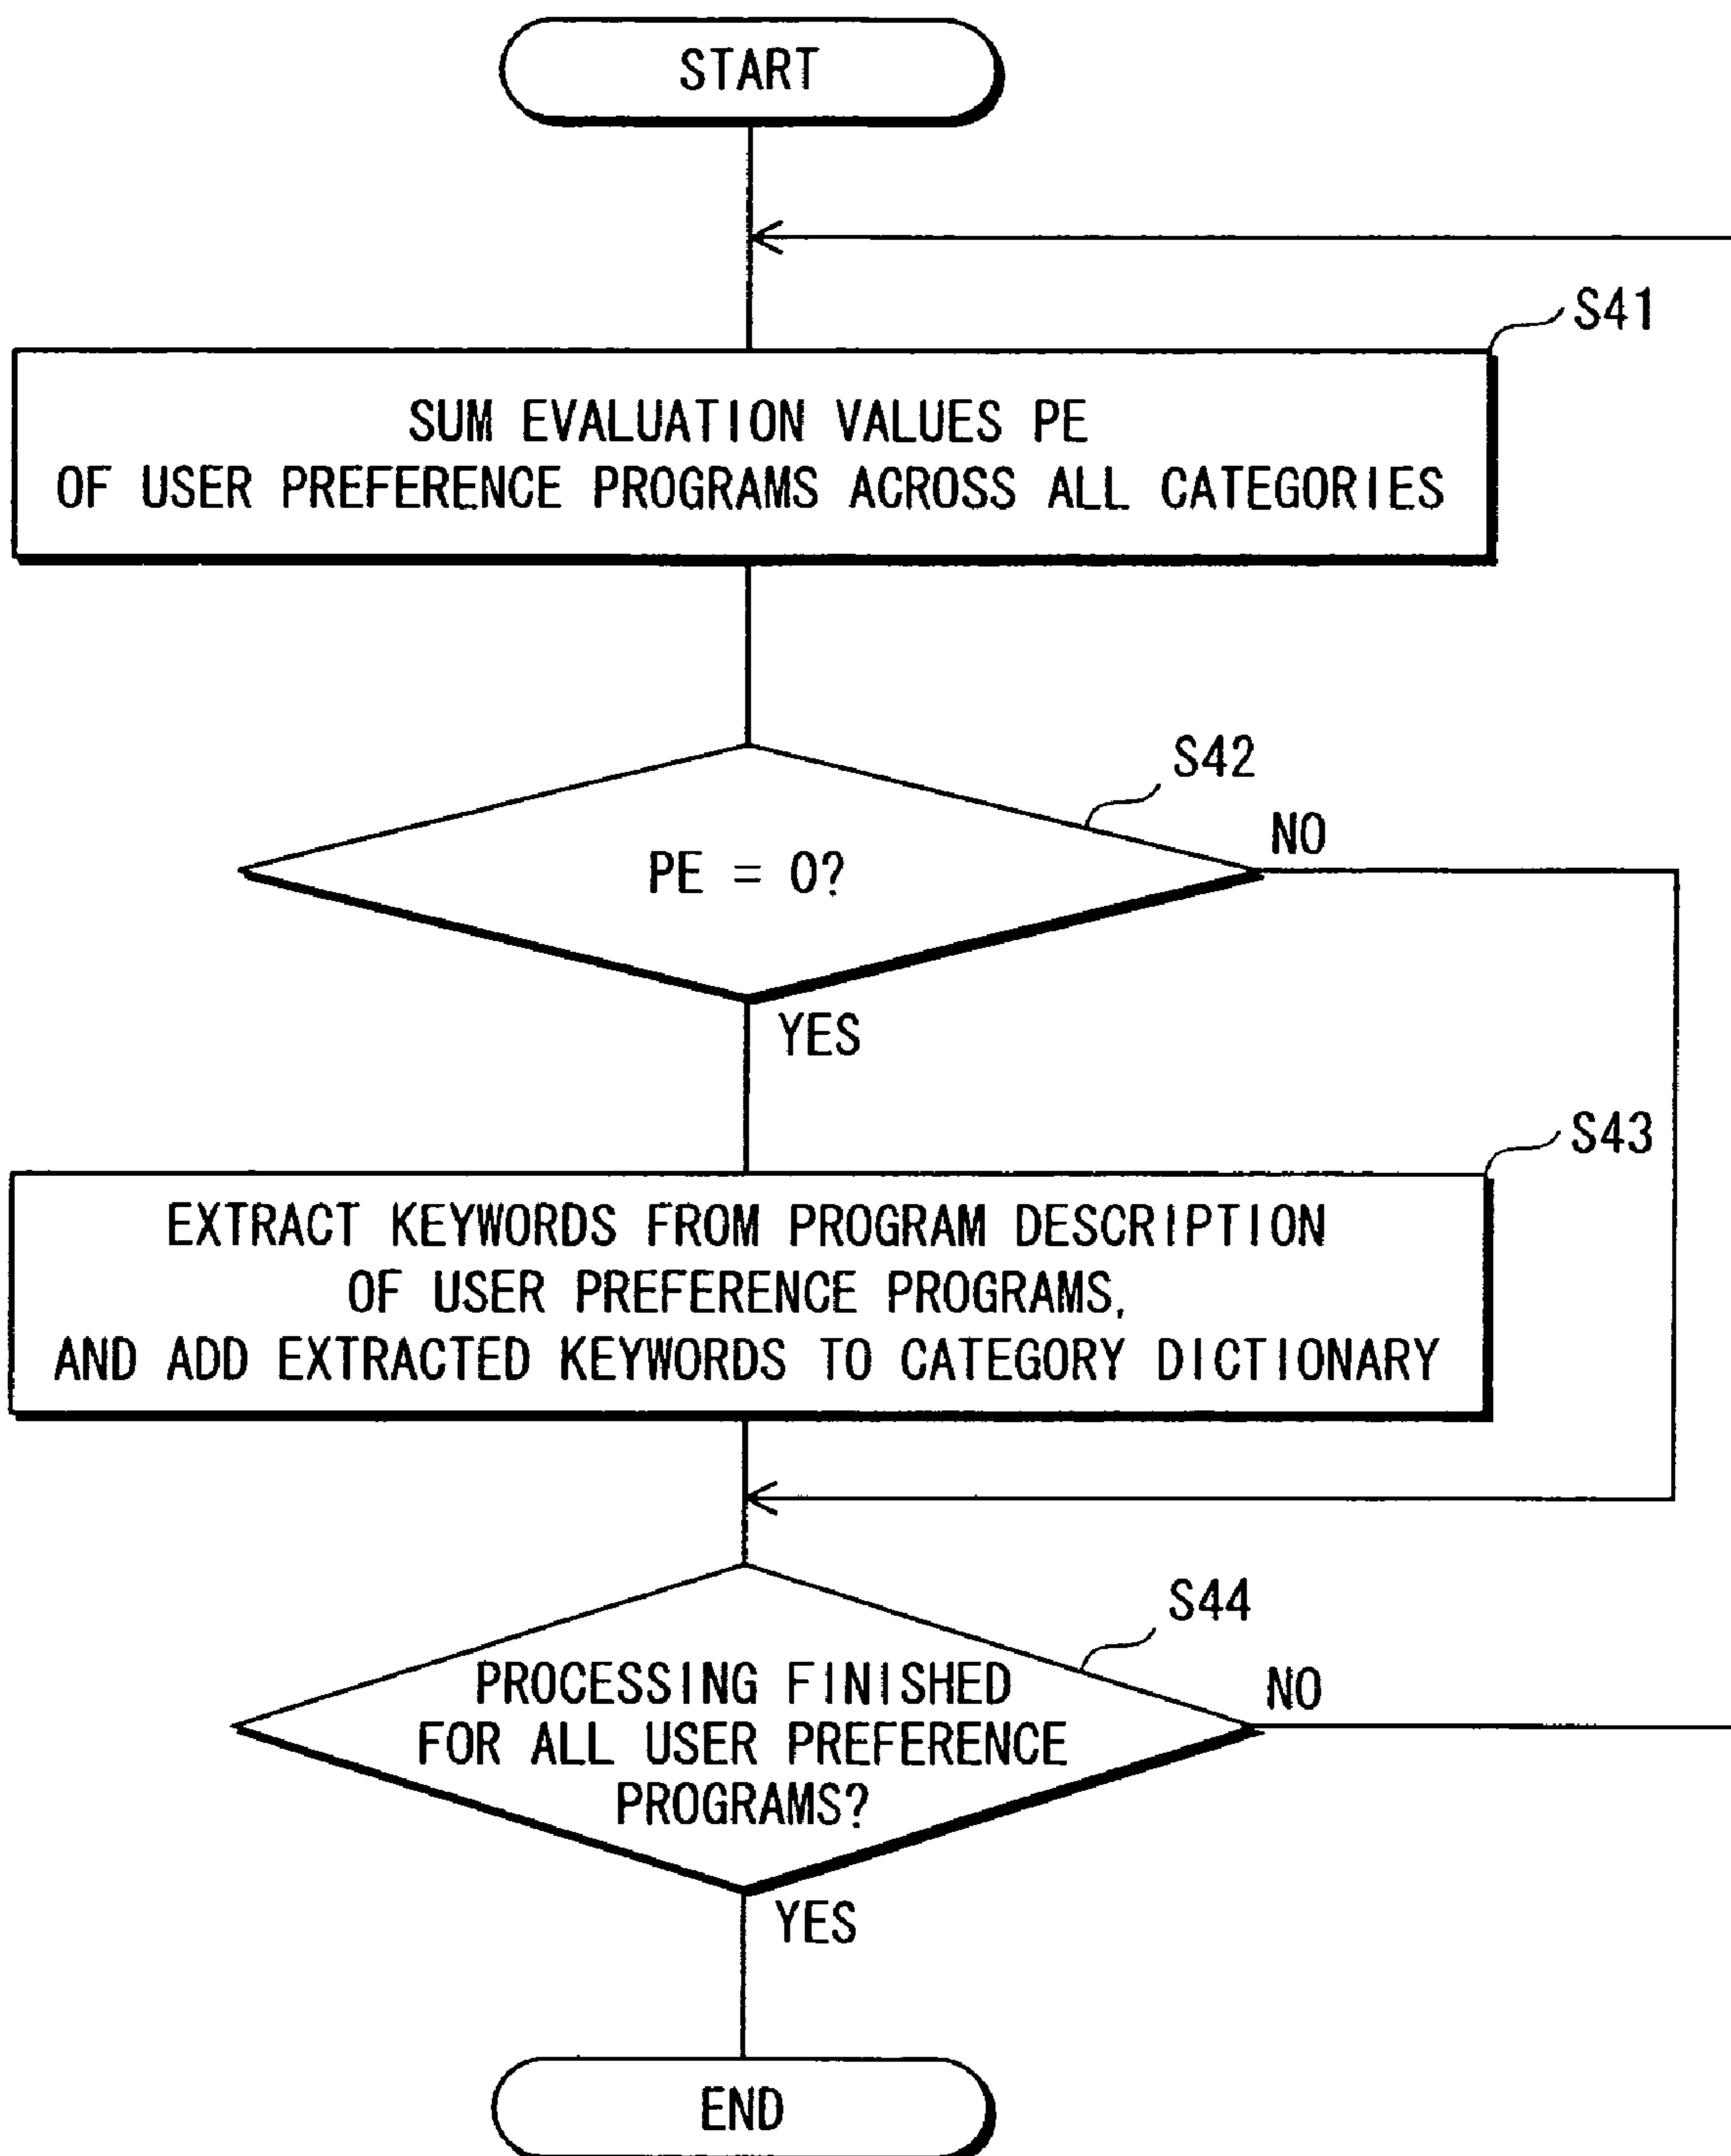 START
S41
SUM EVALUATION VALUES PE
OF USER PREFERENCE PROGRAMS ACROSS ALL CATEGORIES
S42
NO
PE = 0?
YES
S43
EXTRACT KEYWORDS FROM PROGRAM DESCRIPTION
OF USER PREFERENCE PROGRAMS,
AND ADD EXTRACTED KEYWORDS TO CATEGORY DICTIONARY
S44
NO
PROCESSING FINISHED
FOR ALL USER PREFERENCE
PROGRAMS?
YES
END